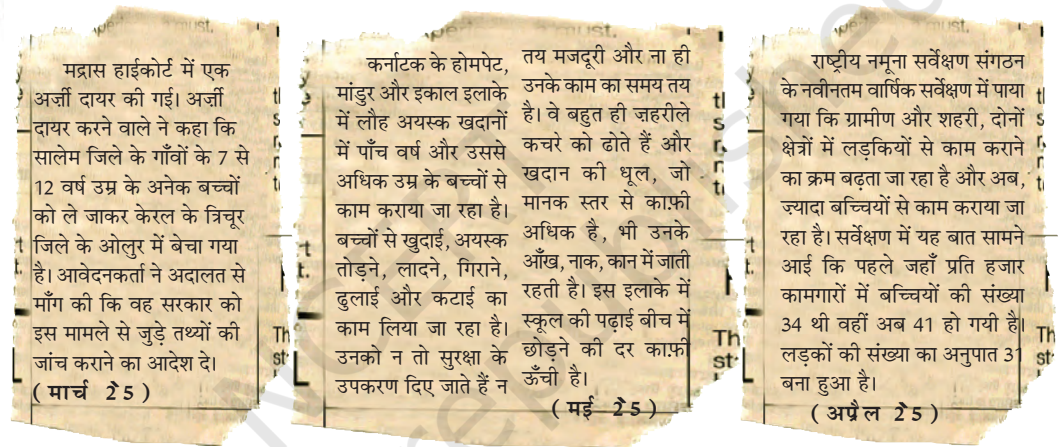 मद्रास हाईकोर्ट में एक
अर्ज़ी दायर की गई। अर्ज़ी
दायर करने वाले ने कहा कि
सालेम जिले के गाँवों के 7 से
12 वर्ष उम्र के अनेक बच्चों
को ले जाकर केरल के त्रिचूर
जिले के ओलुर में बेचा गया
है। आवेदनकर्ता ने अदालत से
माँग की कि वह सरकार को
इस मामले से जुड़े तथ्यों की
जांच कराने का आदेश दे।
( मार्च 25 )
कर्नाटक के होमपेट,
मांडुर और इकाल इलाके
में लौह अयस्क खदानों
में पाँच वर्ष और उससे
अधिक उम्र के बच्चों से
काम कराया जा रहा है।
बच्चों से खुदाई, अयस्क
तोड़ने, लादने, गिराने,
ढुलाई और कटाई का
काम लिया जा रहा है।
उनको न तो सुरक्षा के
उपकरण दिए जाते हैं न
तय मजदूरी और ना ही
उनके काम का समय तय
है। वे बहुत ही ज़हरीले
कचरे को ढोते हैं और
खदान की धूल, जो
मानक स्तर से काफ़ी
अधिक है, भी उनके
आँख, नाक, कान में जाती
रहती है। इस इलाके में
स्कूल की पढ़ाई बीच में
छोड़ने की दर काफ़ी
ऊँची है।
( मई 25 )
राष्ट्रीय नमूना सर्वेक्षण संगठन
के नवीनतम वार्षिक सर्वेक्षण में पाया
गया कि ग्रामीण और शहरी, दोनों
क्षेत्रों में लड़कियों से काम कराने
का क्रम बढ़ता जा रहा है और अब,
ज़्यादा बच्चियों से काम कराया जा
रहा है। सर्वेक्षण में यह बात सामने
आई कि पहले जहाँ प्रति हजार
कामगारों में बच्चियों की संख्या
34 थी वहीं अब 41 हो गयी है।
लड़कों की संख्या का अनुपात 31
बना हुआ है।
( अप्रैल 25 )